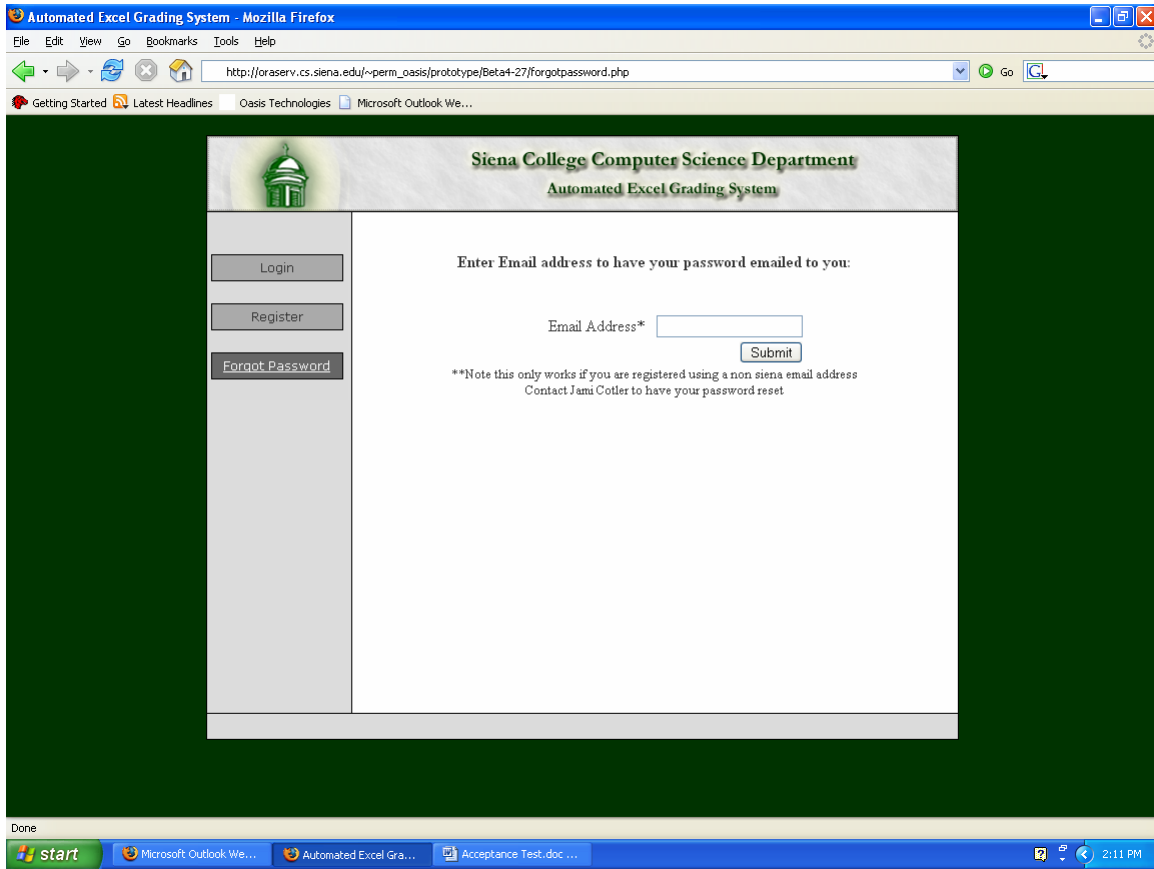 Automated Excel Grading System - Mozilla Firefox
File Edit View Go Bookmarks Tools Help
http://oraserv.cs.siena.edu/~perm_oasis/prototype/Beta4-27/forgotpassword.php Go G
Getting Started Latest Headlines Oasis Technologies Microsoft Outlook We...
Siena College Computer Science Department
Automated Excel Grading System
Login
Register
Forgot Password
Enter Email address to have your password emailed to you:
Email Address*
Submit
**Note this only works if you are registered using a non siena email address
Contact Jami Cotler to have your password reset
Done
start Microsoft Outlook We... Automated Excel Gra... Acceptance Test.doc ... 2:11 PM